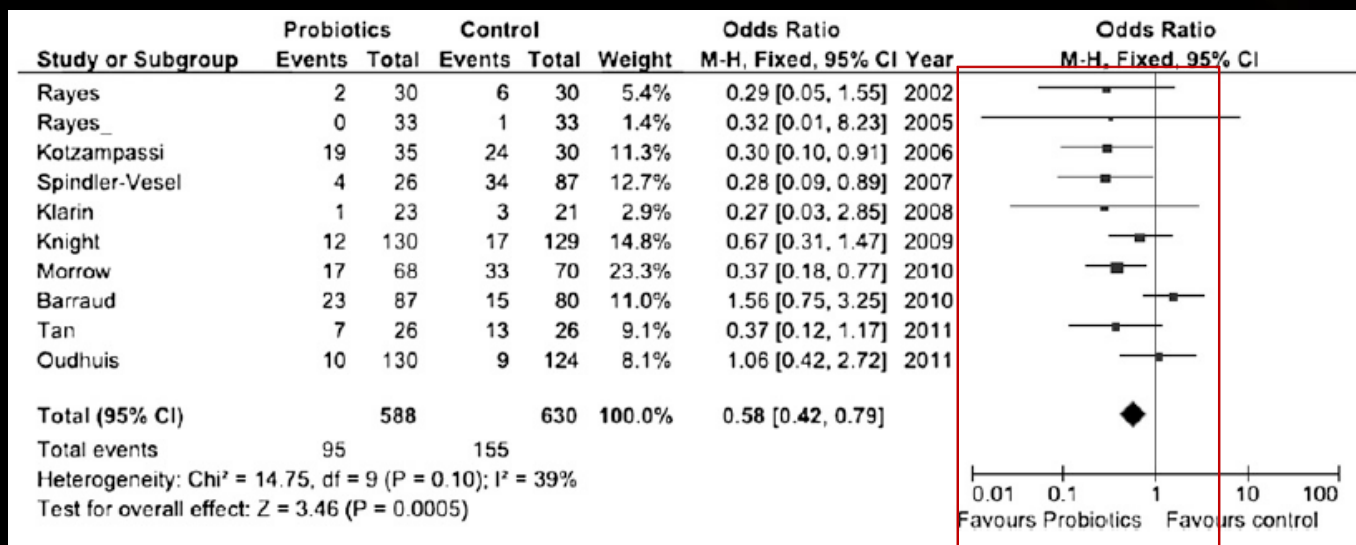 Probiotics Control Odds Ratio Odds Ratio
Study or Subgroup Events Total Events Total Weight M-H, Fixed, 95% CI Year M-H, Fixed, 95% CI
Rayes 2 30 6 30 5.4% 0.29 [0.05, 1.55] 2002
Rayes_ 0 33 1 33 1.4% 0.32 [0.01, 8.23] 2005
Kotzampassi 19 35 24 30 11.3% 0.30 [0.10, 0.91] 2006
Spindler-Vesel 4 26 34 87 12.7% 0.28 [0.09, 0.89] 2007
Klarin 1 23 3 21 2.9% 0.27 [0.03, 2.85] 2008
Knight 12 130 17 129 14.8% 0.67 [0.31, 1.47] 2009
Morrow 17 68 33 70 23.3% 0.37 [0.18, 0.77] 2010
Barraud 23 87 15 80 11.0% 1.56 [0.75, 3.25] 2010
Tan 7 26 13 26 9.1% 0.37 [0.12, 1.17] 2011
Oudhuis 10 130 9 124 8.1% 1.06 [0.42, 2.72] 2011
Total (95% CI) 588 630 100.0% 0.58 [0.42, 0.79]
Total events 95 155
Heterogeneity: Chi² = 14.75, df = 9 (P = 0.10); I² = 39%
Test for overall effect: Z = 3.46 (P = 0.0005)
0.01 0.1 1 10 100
Favours Probiotics Favours control